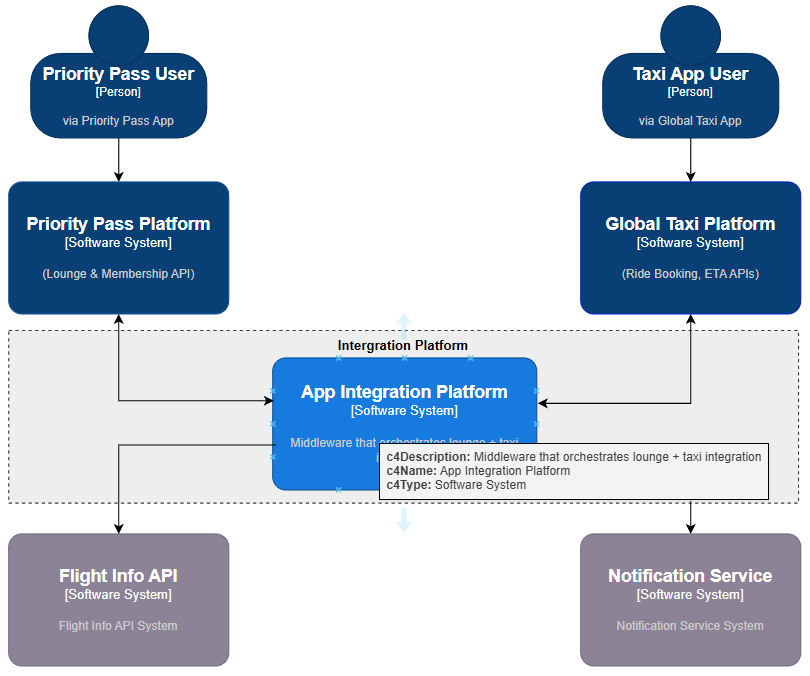 Priority Pass User
[Person]
via Priority Pass App
Taxi App User
[Person]
via Global Taxi App
Priority Pass Platform
[Software System]
(Lounge & Membership API)
Global Taxi Platform
[Software System]
(Ride Booking, ETA APIs)
Intergration Platform
App Integration Platform
[Software System]
Middleware that orchestrates lounge + taxi
c4Description: Middleware that orchestrates lounge + taxi integration
c4Name: App Integration Platform
c4Type: Software System
Flight Info API
[Software System]
Flight Info API System
Notification Service
[Software System]
Notification Service System